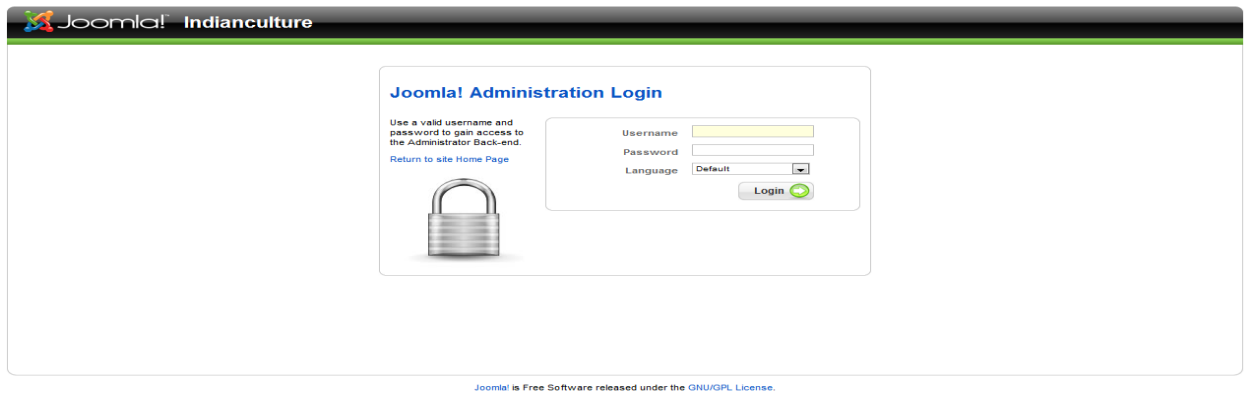 Joomla! Indianculture
Joomla! Administration Login
Use a valid username and
password to gain access to
the Administrator Back-end.
Return to site Home Page
Username
Password
Language Default
Login
Joomla! is Free Software released under the GNU/GPL License.